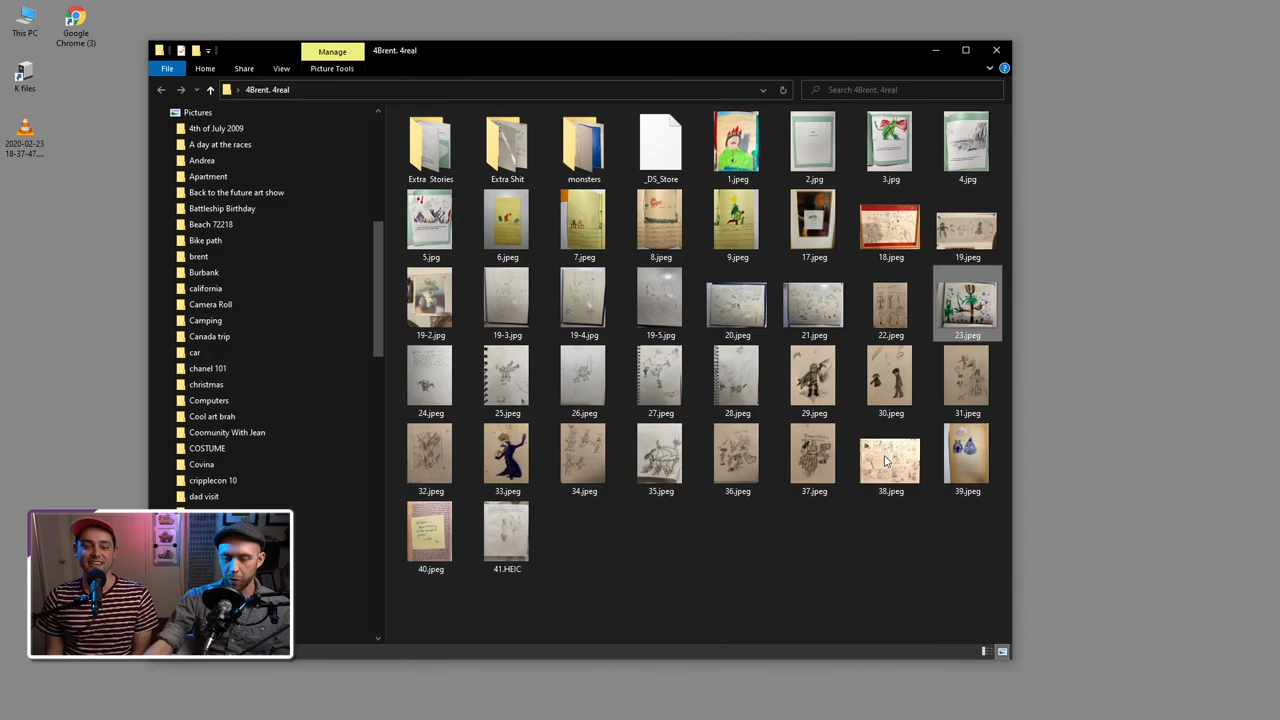 This PC
Google
Chrome (3)
K files
2020-02-23
18-37-47....
Manage
4Brent. 4real
File
Home
Share
View
Picture Tools
4Brent. 4real
Search 4Brent. 4real
Pictures
4th of July 2009
A day at the races
Andrea
Apartment
Back to the future art show
Battleship Birthday
Beach 72218
Bike path
brent
Burbank
california
Camera Roll
Camping
Canada trip
car
chanel 101
christmas
Computers
Cool art brah
Coomunity With Jean
COSTUME
Covina
cripplecon 10
dad visit
Extra Stories
Extra Shit
monsters
_DS_Store
1.jpeg
2.jpg
3.jpg
4.jpg
5.jpg
6.jpeg
7.jpeg
8.jpeg
9.jpeg
17.jpeg
18.jpeg
19.jpeg
19-2.jpg
19-3.jpeg
19-4.jpg
19-5.jpg
20.jpeg
21.jpeg
22.jpeg
23.jpeg
24.jpeg
25.jpeg
26.jpeg
27.jpeg
28.jpeg
29.jpeg
30.jpeg
31.jpeg
32.jpeg
33.jpeg
34.jpeg
35.jpeg
36.jpeg
37.jpeg
38.jpeg
39.jpeg
40.jpeg
41.HEIC